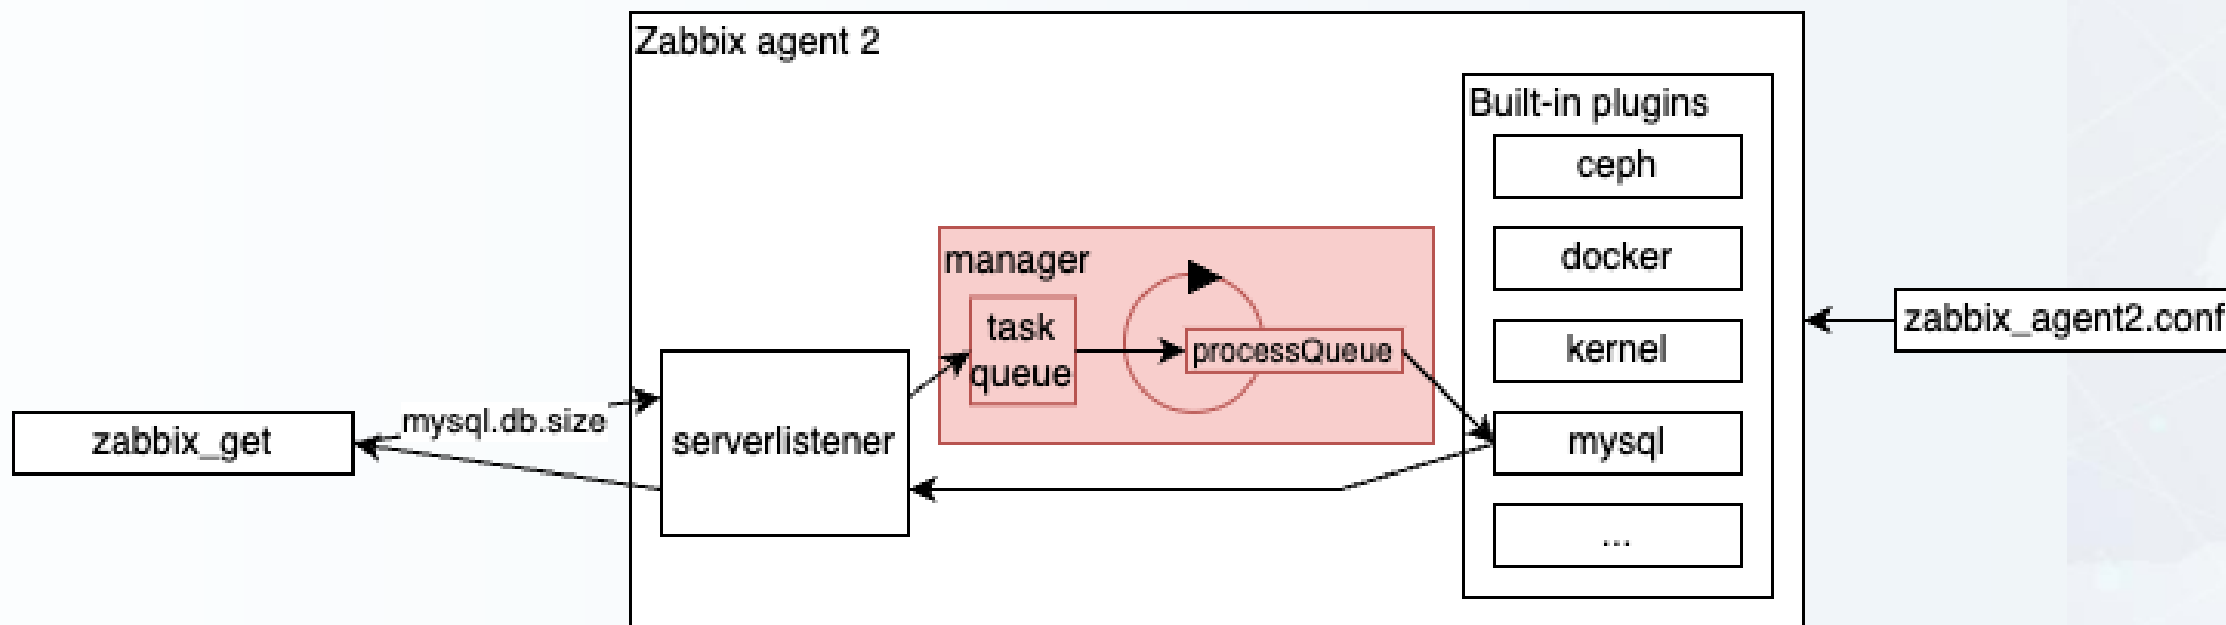 Zabbix agent 2
Built-in plugins
ceph
docker
kernel
mysql
...
manager
task
queue
processQueue
serverlistener
mysql.db.size
zabbix_get
zabbix_agent2.conf